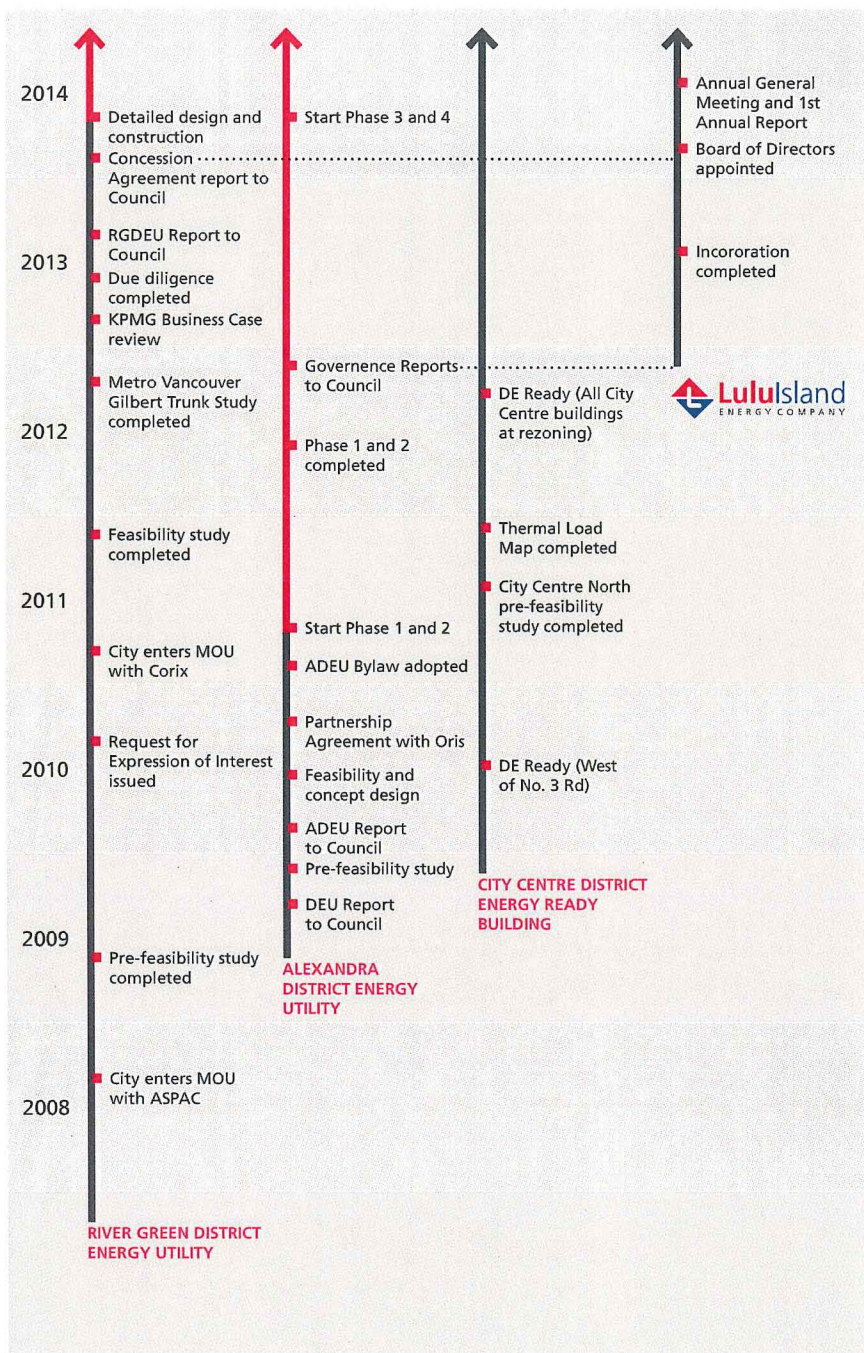 2014
2013
2012
2011
2010
2009
2008
Detailed design and
construction
Concession
Agreement report to
Council
RGDEU Report to
Council
Due diligence
completed
KPMG Business Case
review
Metro Vancouver
Gilbert Trunk Study
completed
Feasibility study
completed
City enters MOU
with Corix
Request for
Expression of Interest
issued
Pre-feasibility study
completed
City enters MOU
with ASPAC
RIVER GREEN DISTRICT
ENERGY UTILITY
Start Phase 3 and 4
Governence Reports
to Council
Phase 1 and 2
completed
Start Phase 1 and 2
ADEU Bylaw adopted
Partnership
Agreement with Oris
Feasibility and
concept design
ADEU Report
to Council
Pre-feasibility study
DEU Report
to Council
ALEXANDRA
DISTRICT ENERGY
UTILITY
DE Ready (All City
Centre buildings
at rezoning)
Thermal Load
Map completed
City Centre North
pre-feasibility
study completed
DE Ready (West
of No. 3 Rd)
CITY CENTRE DISTRICT
ENERGY READY
BUILDING
Annual General
Meeting and 1st
Annual Report
Board of Directors
appointed
Incororation
completed
LuluIsland
ENERGY COMPANY